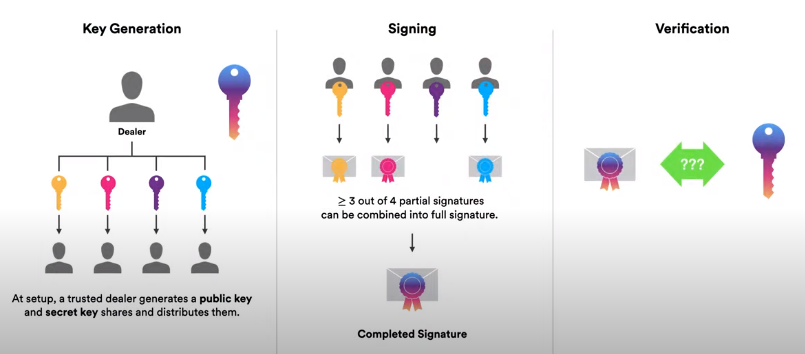 Key Generation
Dealer
At setup, a trusted dealer generates a public key
and secret key shares and distributes them.
Signing
≥ 3 out of 4 partial signatures
can be combined into full signature.
Completed Signature
Verification
???